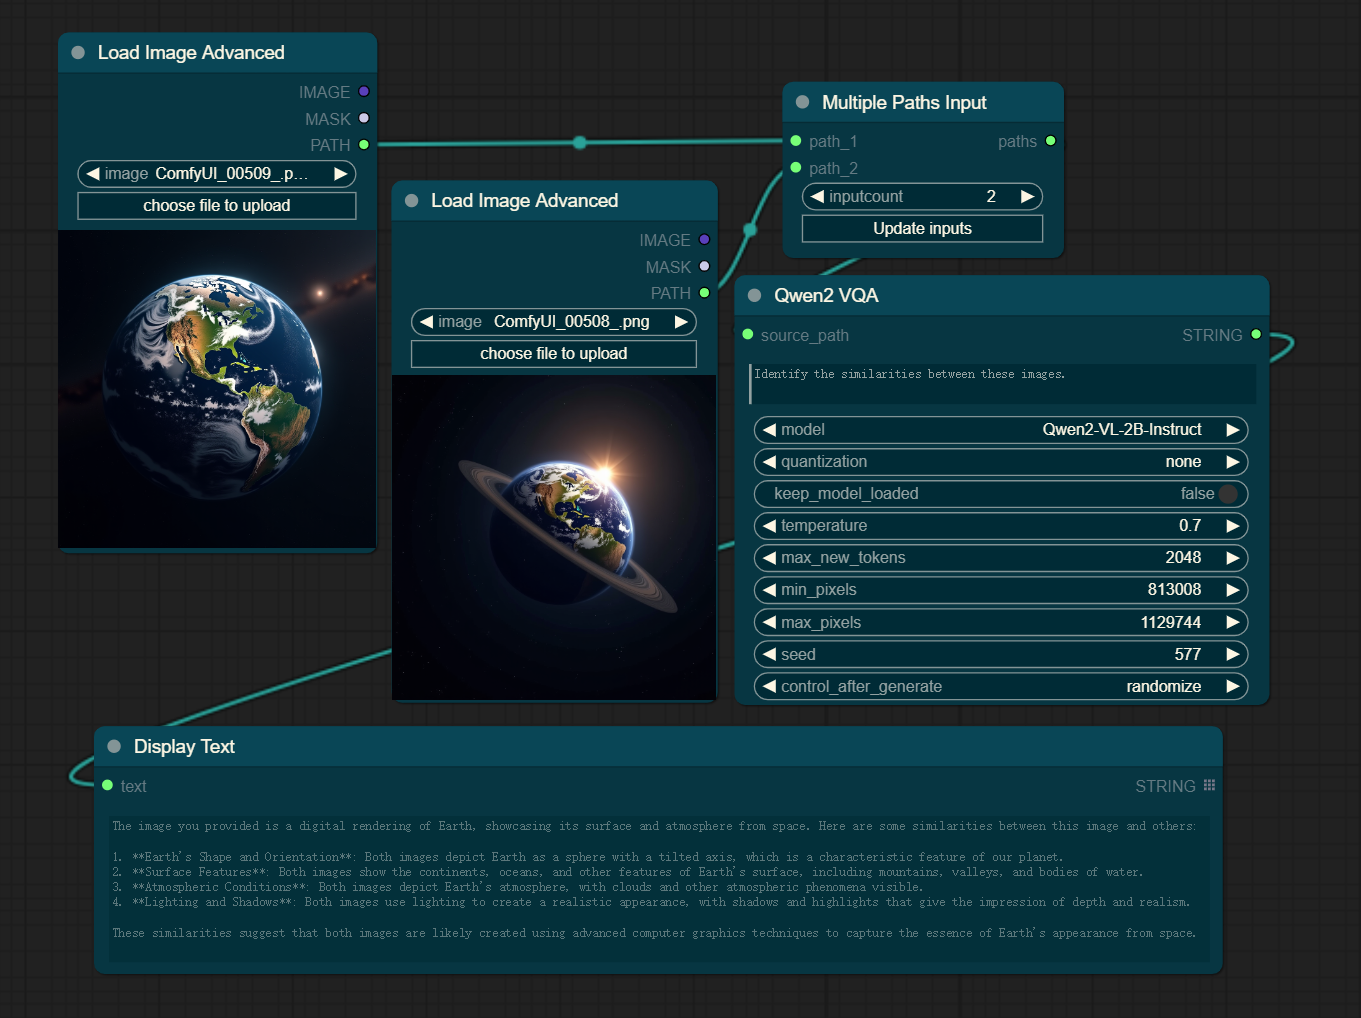 Load Image Advanced
IMAGE
MASK
PATH
image ComfyUI_00509_.p...
choose file to upload
Load Image Advanced
IMAGE
MASK
PATH
image ComfyUI_00508_.png
choose file to upload
Multiple Paths Input
path_1 paths
path_2
inputcount 2
Update inputs
Qwen2 VQA
source_path STRING
Identify the similarities between these images.
model Qwen2-VL-2B-Instruct
quantization none
keep_model_loaded false
temperature 0.7
max_new_tokens 2048
min_pixels 813008
max_pixels 1129744
seed 577
control_after_generate randomize
Display Text
text STRING
The image you provided is a digital rendering of Earth, showcasing its surface and atmosphere from space. Here are some similarities between this image and others:
1. **Earth's Shape and Orientation**: Both images depict Earth as a sphere with a tilted axis, which is a characteristic feature of our planet.
2. **Surface Features**: Both images show the continents, oceans, and other features of Earth's surface, including mountains, valleys, and bodies of water.
3. **Atmospheric Conditions**: Both images depict Earth's atmosphere, with clouds and other atmospheric phenomena visible.
4. **Lighting and Shadows**: Both images use lighting to create a realistic appearance, with shadows and highlights that give the impression of depth and realism.
These similarities suggest that both images are likely created using advanced computer graphics techniques to capture the essence of Earth's appearance from space.